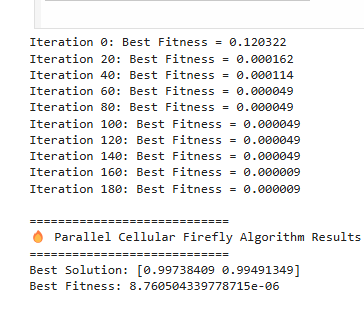 Iteration 0: Best Fitness = 0.120322
Iteration 20: Best Fitness = 0.000162
Iteration 40: Best Fitness = 0.000114
Iteration 60: Best Fitness = 0.000049
Iteration 80: Best Fitness = 0.000049
Iteration 100: Best Fitness = 0.000049
Iteration 120: Best Fitness = 0.000049
Iteration 140: Best Fitness = 0.000049
Iteration 160: Best Fitness = 0.000009
Iteration 180: Best Fitness = 0.000009
============================
🔥 Parallel Cellular Firefly Algorithm Results
============================
Best Solution: [0.99738409 0.99491349]
Best Fitness: 8.760504339778715e-06